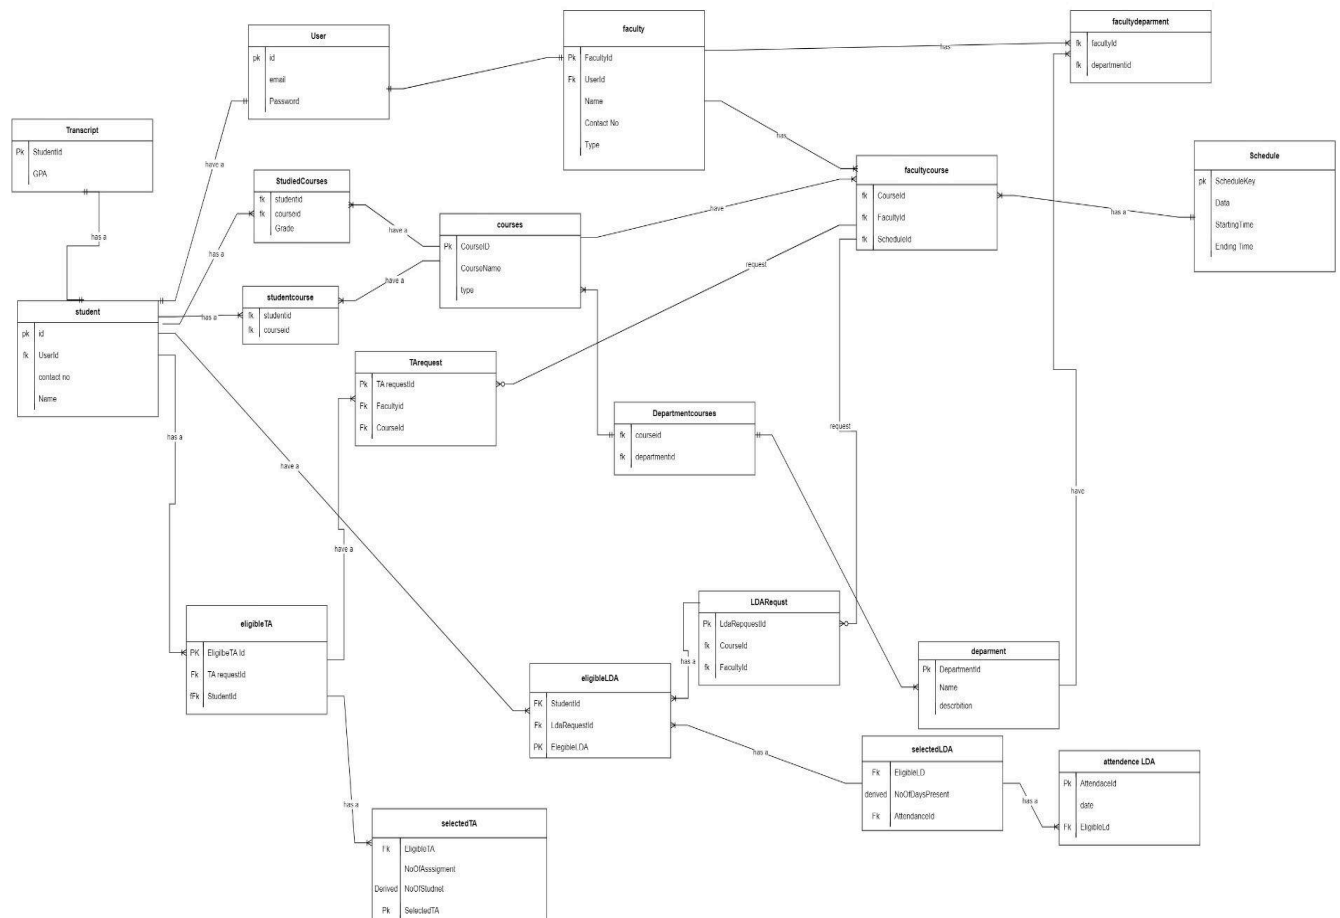 User
pk id
email
Password
faculty
Pk FacultyId
Fk UserId
Name
Contact No
Type
has
facultydeparment
fk facultyId
fk departmentid
Transcript
Pk StudentId
GPA
has a
have a
StudiedCourses
fk studentid
fk courseid
Grade
have a
has a
courses
Pk CourseID
CourseName
type
have
has
facultycourse
fk CourseId
fk FacultyId
fk ScheduleId
has a
Schedule
pk ScheduleKey
Data
StartingTime
Ending Time
request
have a
studentcourse
fk studentid
fk courseid
has a
student
pk id
fk UserId
contact no
Name
TArequest
Pk TA requestId
Fk Facultyid
Fk CourseId
Departmentcourses
fk courseid
fk departmentid
request
has a
have a
have
have a
eligibleTA
PK EligilbeTA Id
Fk TA requestId
fFk StudentId
LDARequst
Pk LdaRepquestId
fk CourseId
fk FacultyId
has a
eligibleLDA
FK StudentId
Fk LdaRequestId
PK ElegibleLDA
deparment
Pk DepartmentId
Name
descrbition
has a
selectedLDA
Fk EligibleLD
derived NoOfDaysPresent
Fk AttendanceId
has a
attendence LDA
Pk AttendaceId
date
Fk EligibleLd
has a
selectedTA
Fk EligibleTA
NoOfAsssigment
Derived NoOfStudnet
Pk SelectedTA